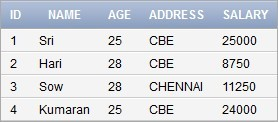 ID NAME AGE ADDRESS SALARY
1 Sri 25 CBE 25000
2 Hari 28 CBE 8750
3 Sow 28 CHENNAI 11250
4 Kumaran 25 CBE 24000